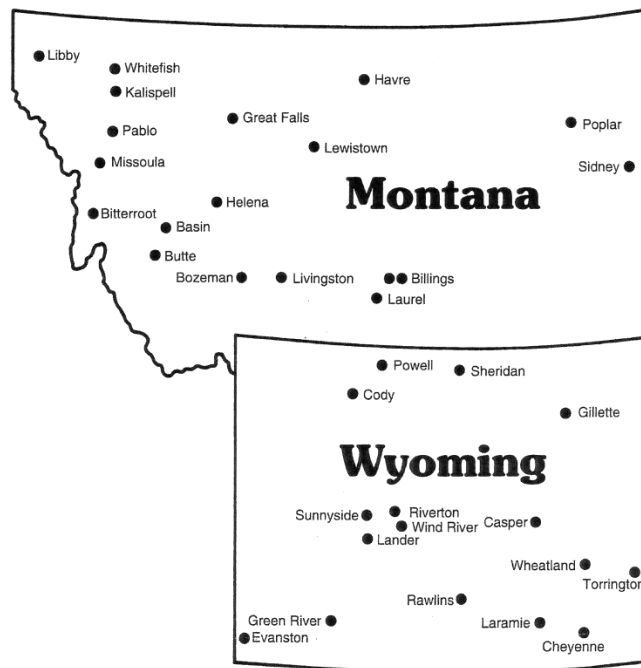 Libby
Whitefish
Kalispell
Havre
Great Falls
Poplar
Pablo
Lewistown
Missoula
Sidney
Montana
Helena
Bitterroot
Basin
Butte
Bozeman
Livingston
Billings
Laurel
Powell
Sheridan
Cody
Gillette
Wyoming
Sunnyside
Riverton
Wind River
Casper
Lander
Wheatland
Torrington
Rawlins
Green River
Laramie
Evanston
Cheyenne